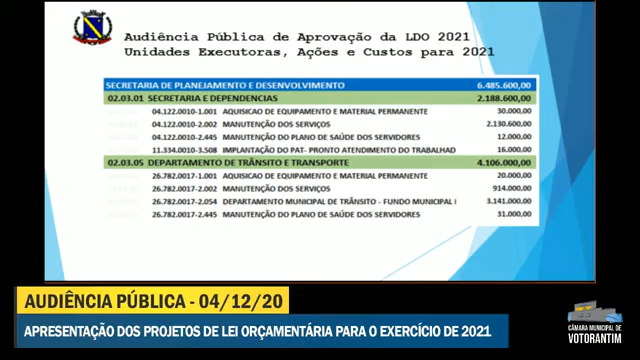 Audiência Pública de Aprovação da LDO 2021
Unidades Executoras, Ações e Custos para 2021
SECRETARIA DE PLANEJAMENTO E DESENVOLVIMENTO 6.485.600,00
02.03.01 SECRETARIA E DEPENDENCIAS 2.188.600,00
04.122.0010-1.001 AQUISICAO DE EQUIPAMENTO E MATERIAL PERMANENTE 30.000,00
04.122.0010-2.002 MANUTENÇÃO DOS SERVIÇOS 2.130.600,00
04.122.0010-2.445 MANUTENÇÃO DO PLANO DE SAÚDE DOS SERVIDORES 12.000,00
11.334.0010-3.508 IMPLANTAÇÃO DO PAT- PRONTO ATENDIMENTO DO TRABALHAD 16.000,00
02.03.05 DEPARTAMENTO DE TRÂNSITO E TRANSPORTE 4.106.000,00
26.782.0017-1.001 AQUISICAO DE EQUIPAMENTO E MATERIAL PERMANENTE 20.000,00
26.782.0017-2.002 MANUTENÇÃO DOS SERVIÇOS 914.000,00
26.782.0017-2.054 DEPARTAMENTO MUNICIPAL DE TRÂNSITO - FUNDO MUNICIPAL 3.141.000,00
26.782.0017-2.445 MANUTENÇÃO DO PLANO DE SAÚDE DOS SERVIDORES 31.000,00
AUDIÊNCIA PÚBLICA - 04/12/20
APRESENTAÇÃO DOS PROJETOS DE LEI ORÇAMENTÁRIA PARA O EXERCÍCIO DE 2021
CÂMARA MUNICIPAL DE
VOTORANTIM